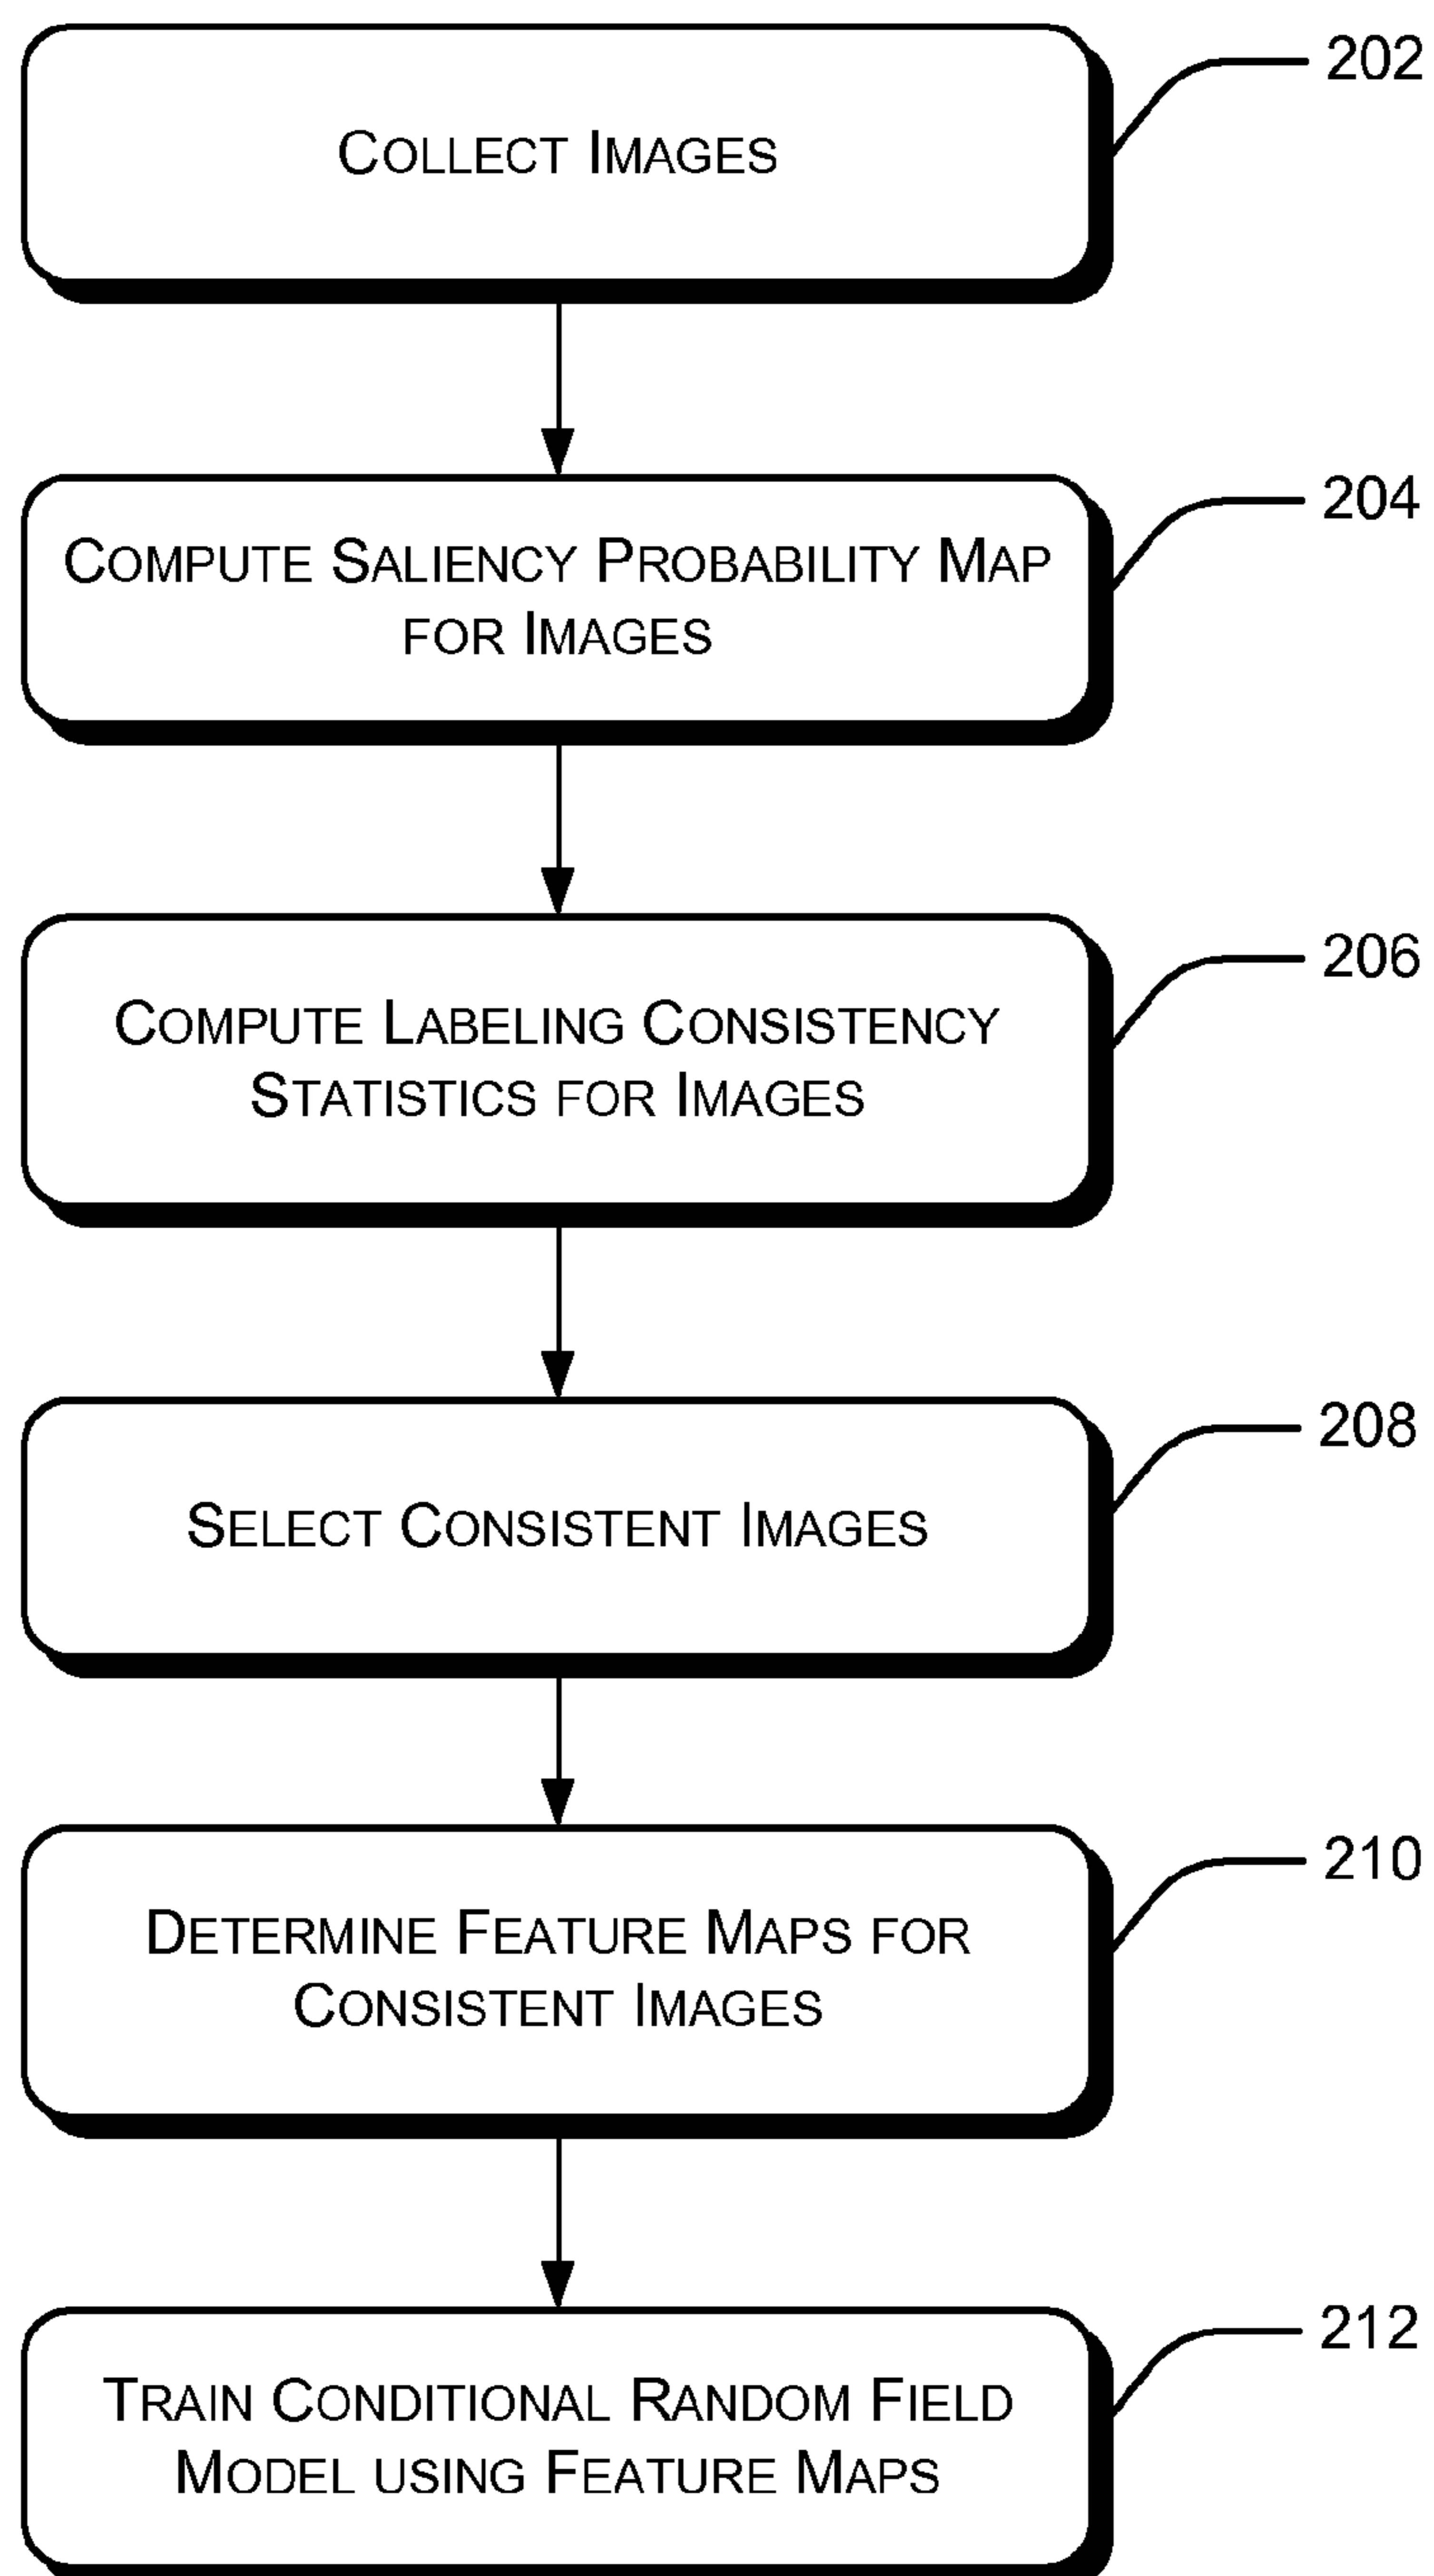 COLLECT IMAGES
202
COMPUTE SALIENCY PROBABILITY MAP
FOR IMAGES
204
COMPUTE LABELING CONSISTENCY
STATISTICS FOR IMAGES
206
SELECT CONSISTENT IMAGES
208
DETERMINE FEATURE MAPS FOR
CONSISTENT IMAGES
210
TRAIN CONDITIONAL RANDOM FIELD
MODEL USING FEATURE MAPS
212